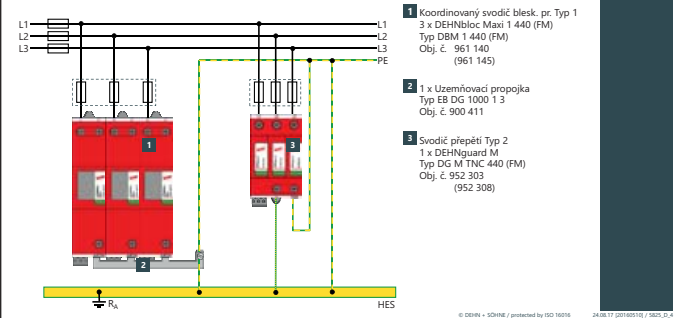 L1
L2
L3
L1
L2
L3
PE
1
3
2
R_A
HES
1 Koordinovaný svodič blesk. pr. Typ 1
3 x DEHNbloc Maxi 1 440 (FM)
Typ DBM 1 440 (FM)
Obj. č. 961 140
(961 145)
2 1 x Uzemňovací propojka
Typ EB DG 1000 1 3
Obj. č. 900 411
3 Svodič přepětí Typ 2
1 x DEHNguard M
Typ DG M TNC 440 (FM)
Obj. č. 952 303
(952 308)
© DEHN + SÖHNE / protected by ISO 16016
24.08.17 [20160510] / 5825_D_4